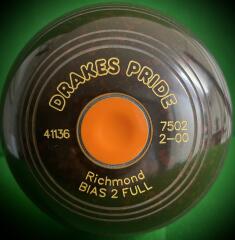 DRAKES PRIDE
41136
7502
2-00
Richmond
BIAS 2 FULL